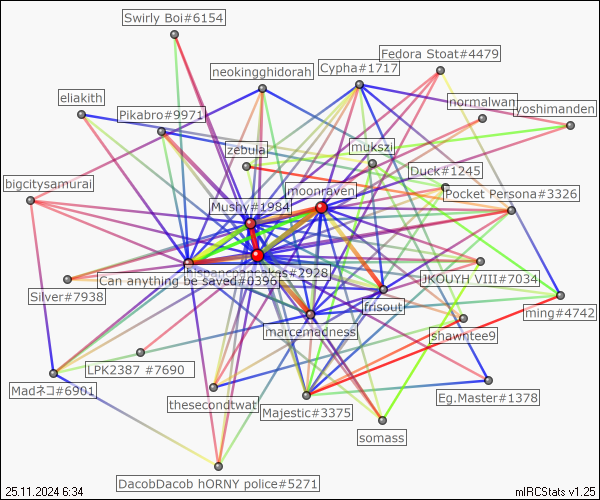 Swirly Boi#6154
Fedora Stoat#4479
neokingghidorah
Cypha#1717
eliakith
normalwan
Pikabro#9971
yoshimanden
zebula
mukszi
Duck#1245
bigcitysamurai
moonraven
Pocket Persona#3326
Mushy#1984
hispancpancakes#2928
JKOUYH VIII#7034
Can anything be saved#0396
Silver#7938
frisout
ming#4742
marcemadness
shawntee9
LPK2387 #7690
Madネコ#6901
Eg.Master#1378
thesecondtwat
Majestic#3375
somass
DacobDacob hORNY police#5271
25.11.2024 6:34
mIRCStats v1.25